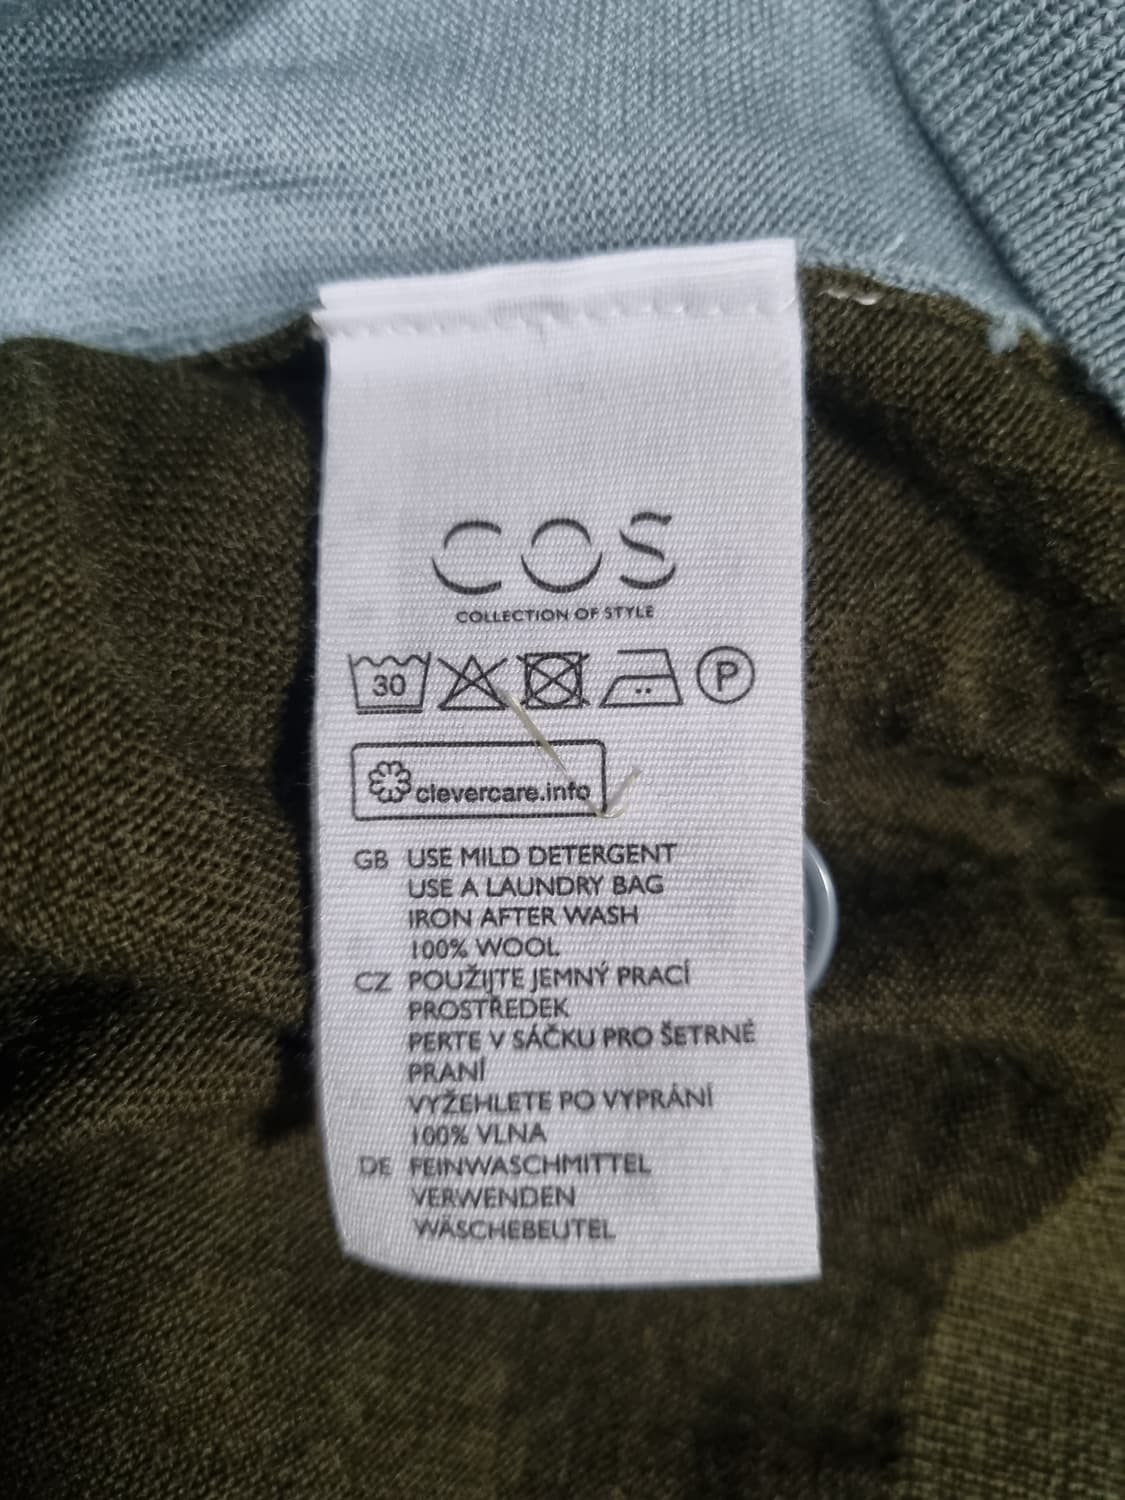 COS
COLLECTION OF STYLE
30 P
clevercare.info
GB USE MILD DETERGENT
USE A LAUNDRY BAG
IRON AFTER WASH
100% WOOL
CZ POUŽIJTE JEMNÝ PRACÍ
PROSTŘEDEK
PERTE V SÁČKU PRO ŠETRNÉ
PRANÍ
VYŽEHLETE PO VYPRÁNÍ
100% VLNA
DE FEINWASCHMITTEL
VERWENDEN
WÄSCHEBEUTEL